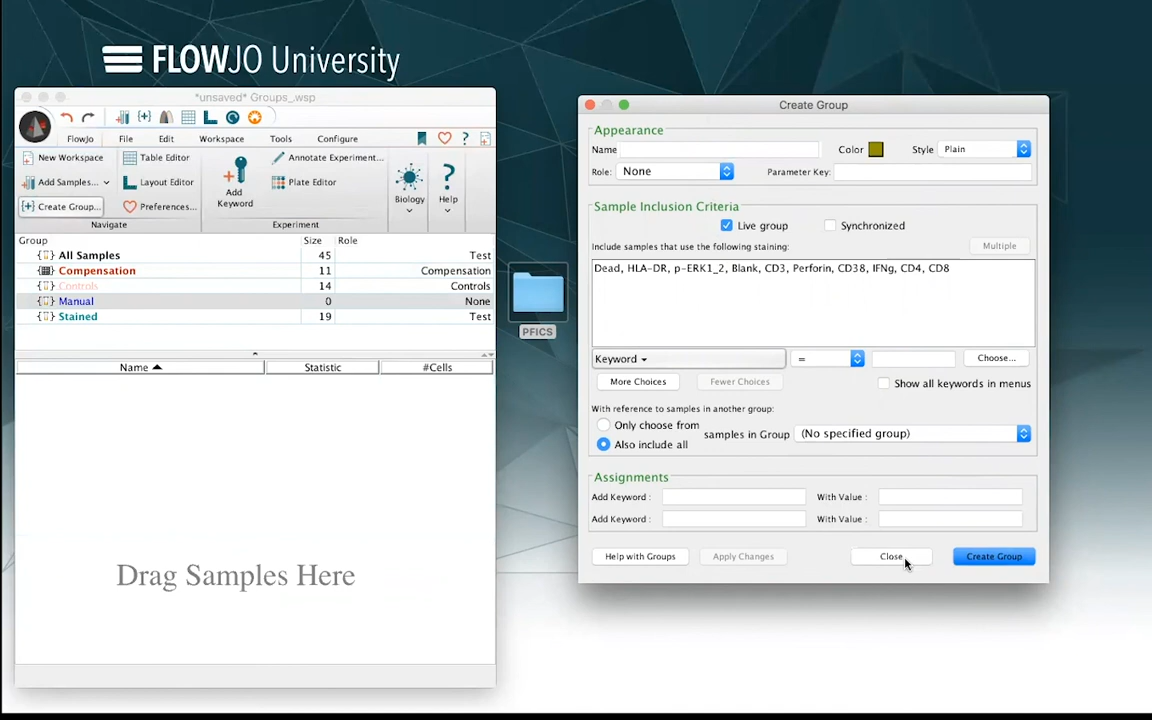 FLOWJO University
*unsaved* Groups_.wsp
FlowJo File Edit Workspace Tools Configure
New Workspace
Add Samples...
{+} Create Group...
Navigate
Table Editor
Layout Editor
Preferences...
Add
Keyword
Annotate Experiment...
Plate Editor
Experiment
Biology
Help
Group Size Role
All Samples 45 Test
Compensation 11 Compensation
Controls 14 Controls
Manual 0 None
Stained 19 Test
Name Statistic #Cells
Drag Samples Here
PFICS
Create Group
Appearance
Name Color Style Plain
Role: None Parameter Key:
Sample Inclusion Criteria
Live group Synchronized
Include samples that use the following staining: Multiple
Dead, HLA-DR, p-ERK1_2, Blank, CD3, Perforin, CD38, IFNg, CD4, CD8
Keyword = Choose...
More Choices Fewer Choices Show all keywords in menus
With reference to samples in another group:
Only choose from
Also include all
samples in Group (No specified group)
Assignments
Add Keyword : With Value :
Add Keyword : With Value :
Help with Groups Apply Changes Close Create Group